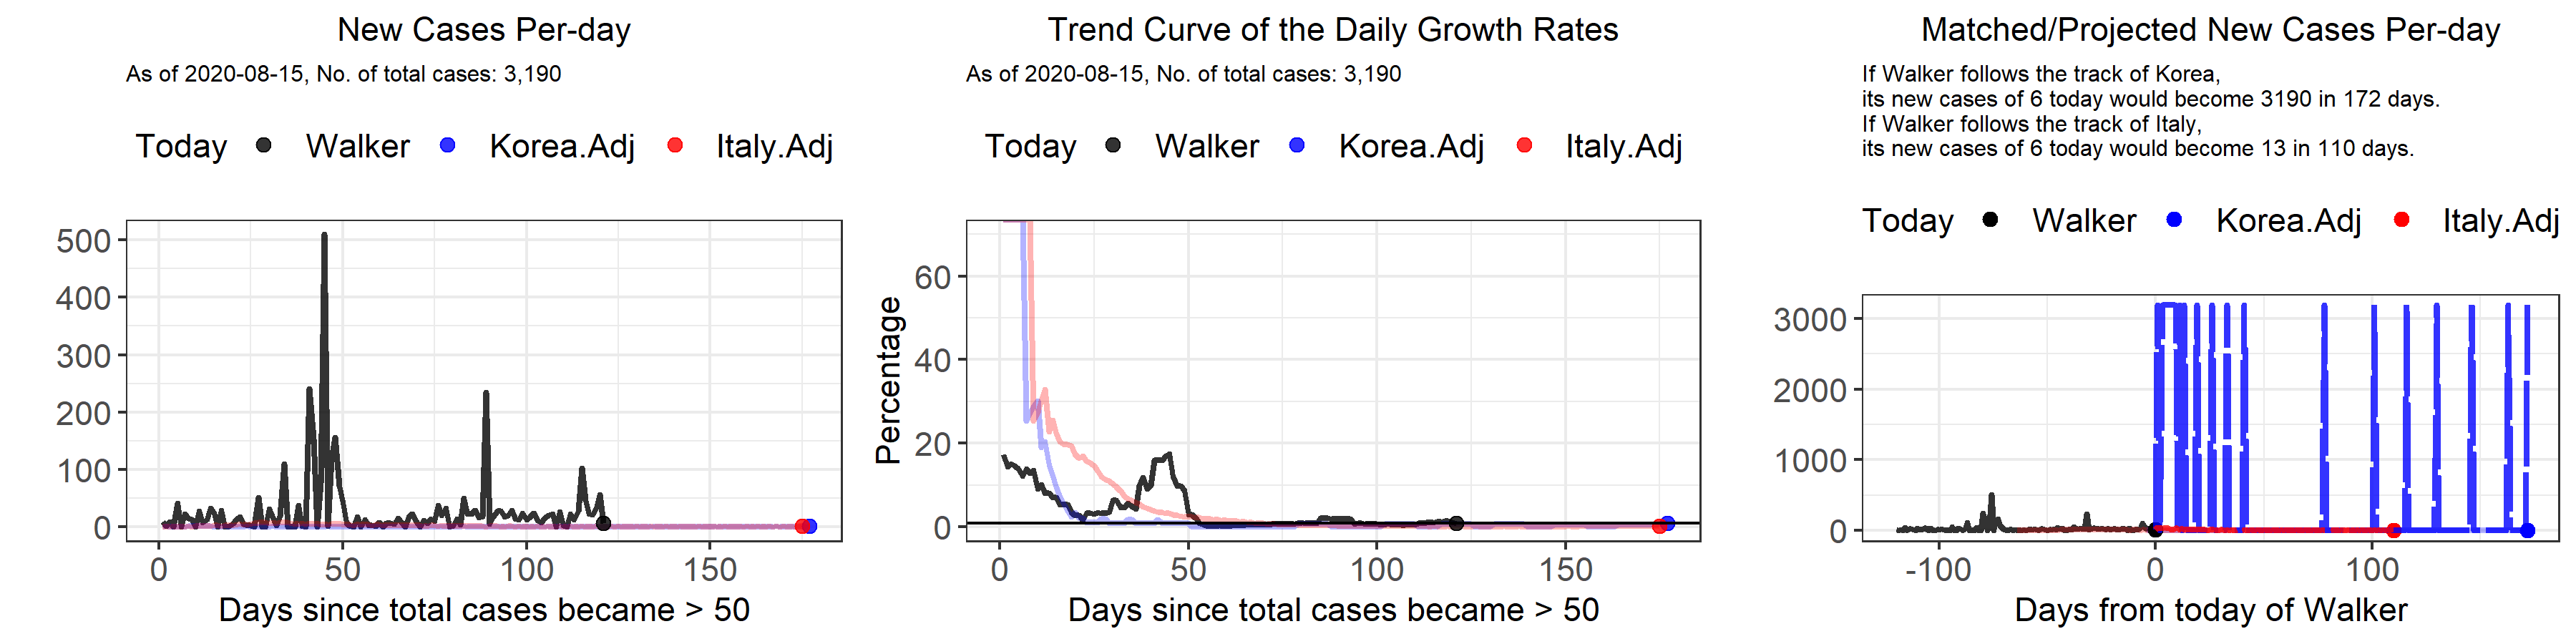 New Cases Per-day
As of 2020-08-15, No. of total cases: 3,190
Today Walker Korea.Adj Italy.Adj
500
400
300
200
100
0
0 50 100 150
Days since total cases became > 50
Trend Curve of the Daily Growth Rates
As of 2020-08-15, No. of total cases: 3,190
Today Walker Korea.Adj Italy.Adj
Percentage
60
40
20
0
0 50 100 150
Days since total cases became > 50
Matched/Projected New Cases Per-day
If Walker follows the track of Korea,
its new cases of 6 today would become 3190 in 172 days.
If Walker follows the track of Italy,
its new cases of 6 today would become 13 in 110 days.
Today Walker Korea.Adj Italy.Adj
3000
2000
1000
0
-100 0 100
Days from today of Walker